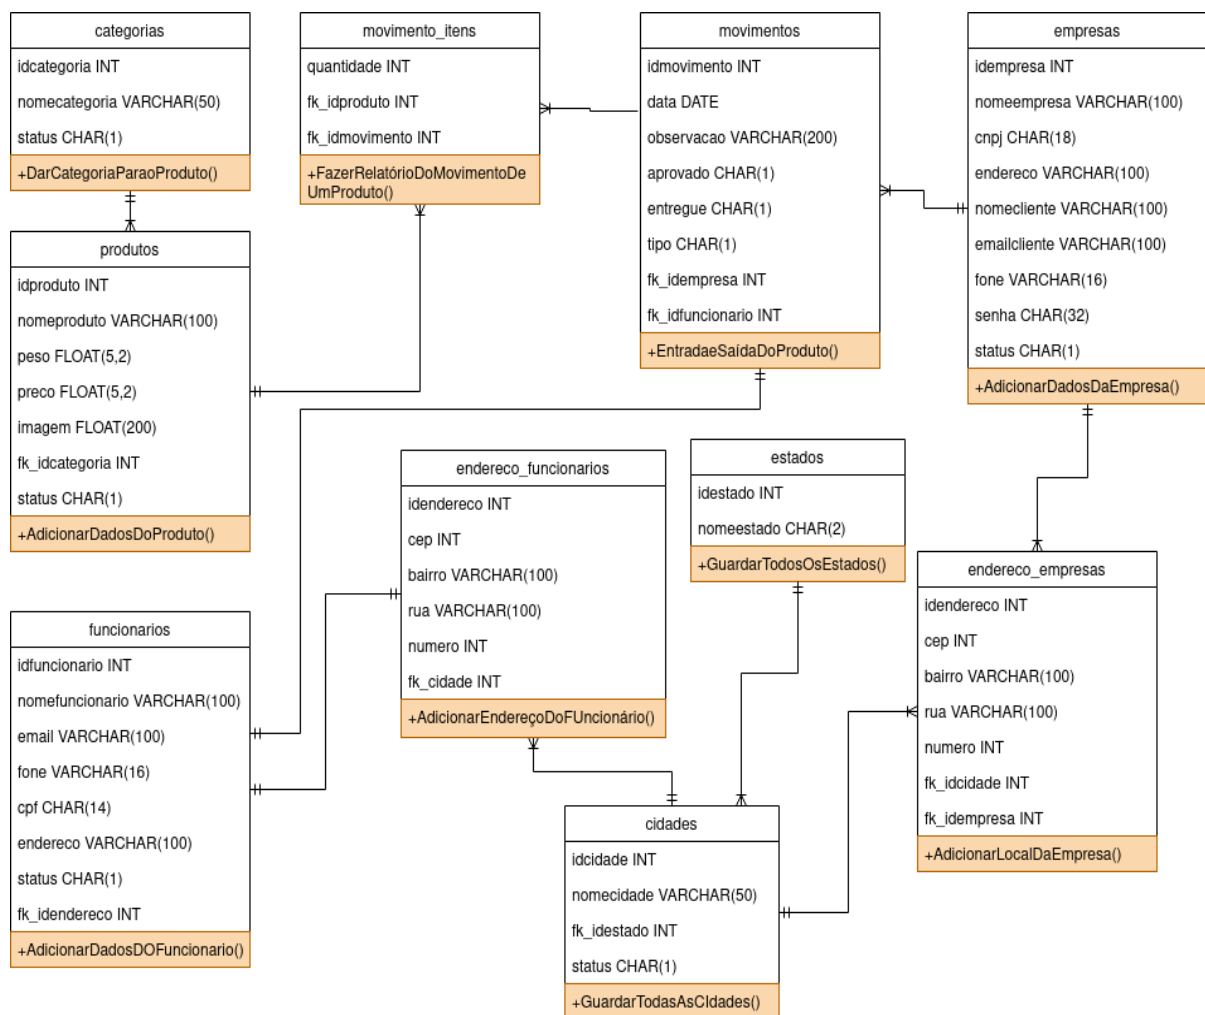 categorias
idcategoria INT
nomecategoria VARCHAR(50)
status CHAR(1)
+DarCategoriaParaoProduto()
movimento_itens
quantidade INT
fk_idproduto INT
fk_idmovimento INT
+FazerRelatórioDoMovimentoDe
UmProduto()
movimentos
idmovimento INT
data DATE
observacao VARCHAR(200)
aprovado CHAR(1)
entregue CHAR(1)
tipo CHAR(1)
fk_idempresa INT
fk_idfuncionario INT
+EntradaeSaídaDoProduto()
empresas
idempresa INT
nomeempresa VARCHAR(100)
cnpj CHAR(18)
endereco VARCHAR(100)
nomecliente VARCHAR(100)
emailcliente VARCHAR(100)
fone VARCHAR(16)
senha CHAR(32)
status CHAR(1)
+AdicionarDadosDaEmpresa()
produtos
idproduto INT
nomeproduto VARCHAR(100)
peso FLOAT(5,2)
preco FLOAT(5,2)
imagem FLOAT(200)
fk_idcategoria INT
status CHAR(1)
+AdicionarDadosDoProduto()
endereco_funcionarios
idendereco INT
cep INT
bairro VARCHAR(100)
rua VARCHAR(100)
numero INT
fk_cidade INT
+AdicionarEndereçoDoFUncionário()
estados
idestado INT
nomeestado CHAR(2)
+GuardarTodosOsEstados()
endereco_empresas
idendereco INT
cep INT
bairro VARCHAR(100)
rua VARCHAR(100)
numero INT
fk_idcidade INT
fk_idempresa INT
+AdicionarLocalDaEmpresa()
funcionarios
idfuncionario INT
nomefuncionario VARCHAR(100)
email VARCHAR(100)
fone VARCHAR(16)
cpf CHAR(14)
endereco VARCHAR(100)
status CHAR(1)
fk_idendereco INT
+AdicionarDadosDOFuncionario()
cidades
idcidade INT
nomecidade VARCHAR(50)
fk_idestado INT
status CHAR(1)
+GuardarTodasAsCIdades()